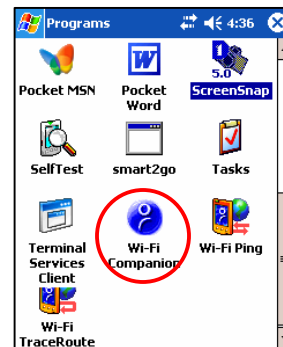 Programs 4:36
5.0
Pocket MSN Pocket Word ScreenSnap
SelfTest smart2go Tasks
Terminal Services Client Wi-Fi Companion Wi-Fi Ping
Wi-Fi TraceRoute